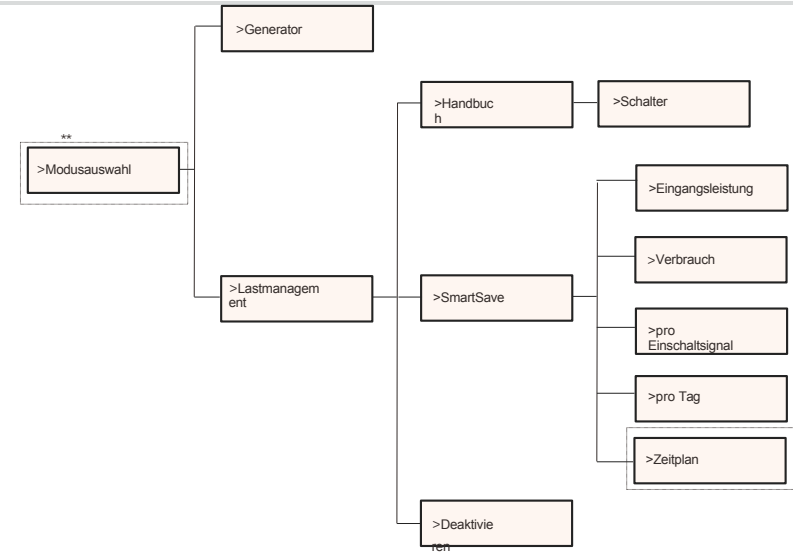 >Generator
>Handbuc
h
>Schalter
**
>Modusauswahl
>Eingangsleistung
>Verbrauch
>Lastmanagem
ent
>SmartSave
>pro
Einschaltsignal
>pro Tag
>Zeitplan
>Deaktivie
ren